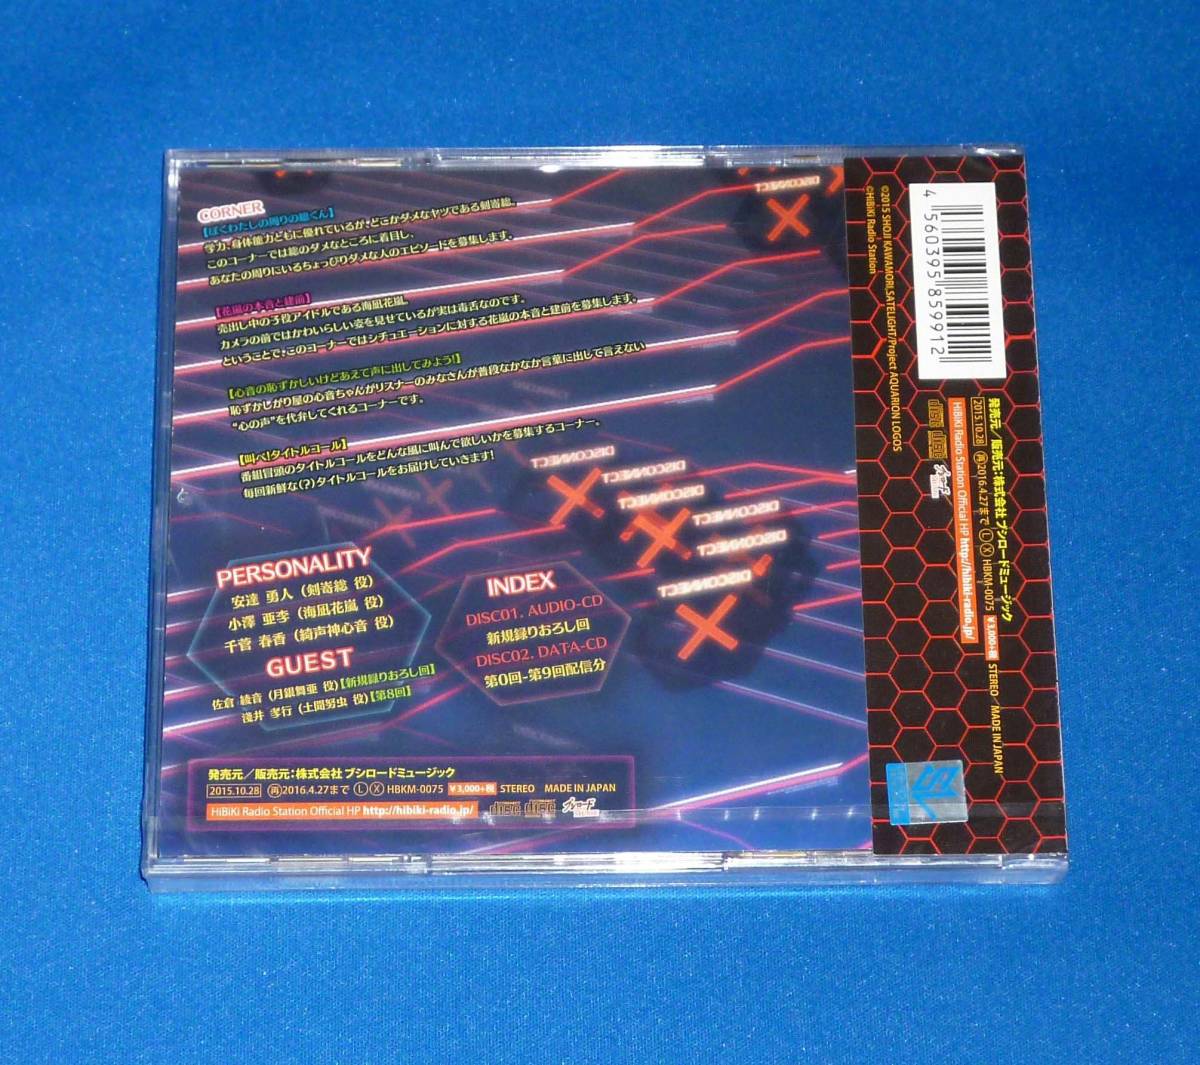 CORNER
【ぼくわたしの周りの総くん】
学力、身体能力ともに優れているが、どこかダメなヤツである剣嵜総。
このコーナーでは総のダメなところに着目し、
あなたの周りにいるちょっぴりダメな人のエピソードを募集します。
【花嵐の本音と建前】
売出し中の子役アイドルである海凪花嵐。
カメラの前ではかわいらしい姿を見せているが実は毒舌なのです。
ということで、このコーナーではシチュエーションに対する花嵐の本音と建前を募集します。
【心音の恥ずかしいけどあえて声に出してみよう!】
恥ずかしがり屋の心音ちゃんがリスナーのみなさんが普段なかなか言葉に出して言えない
“心の声”を代弁してくれるコーナーです。
【叫べ!タイトルコール】
番組冒頭のタイトルコールをどんな風に叫んで欲しいかを募集するコーナー。
毎回新鮮な(?)タイトルコールをお届けしていきます!
DISCONNECT
DISCONNECT
DISCONNECT
DISCONNECT
DISCONNECT
DISCONNECT
DISCONNECT
PERSONALITY
安達 勇人(剣嵜総 役)
小澤 亜李(海凪花嵐 役)
千菅 春香(綺声神心音 役)
GUEST
佐倉 綾音(月銀舞亜 役)【新規録りおろし回】
淺井 孝行(土間努虫 役)【第8回】
INDEX
DISC01. AUDIO-CD
新規録りおろし回
DISC02. DATA-CD
第0回-第9回配信分
発売元/販売元:株式会社 ブシロードミュージック
2015.10.28 再2016.4.27まで L X HBKM-0075 ¥3,000+税 STEREO MADE IN JAPAN
HiBiKi Radio Station Official HP http://hibiki-radio.jp/
4 560395 859912
©2015 SHOJI KAWAMORI,SATELIGHT/Project AQUARION LOGOS
©HiBiKi Radio Station
発売元/販売元:株式会社 ブシロードミュージック
2015.10.28 再2016.4.27まで L X HBKM-0075 ¥3,000+税 STEREO/MADE IN JAPAN
HiBiKi Radio Station Official HP http://hibiki-radio.jp/